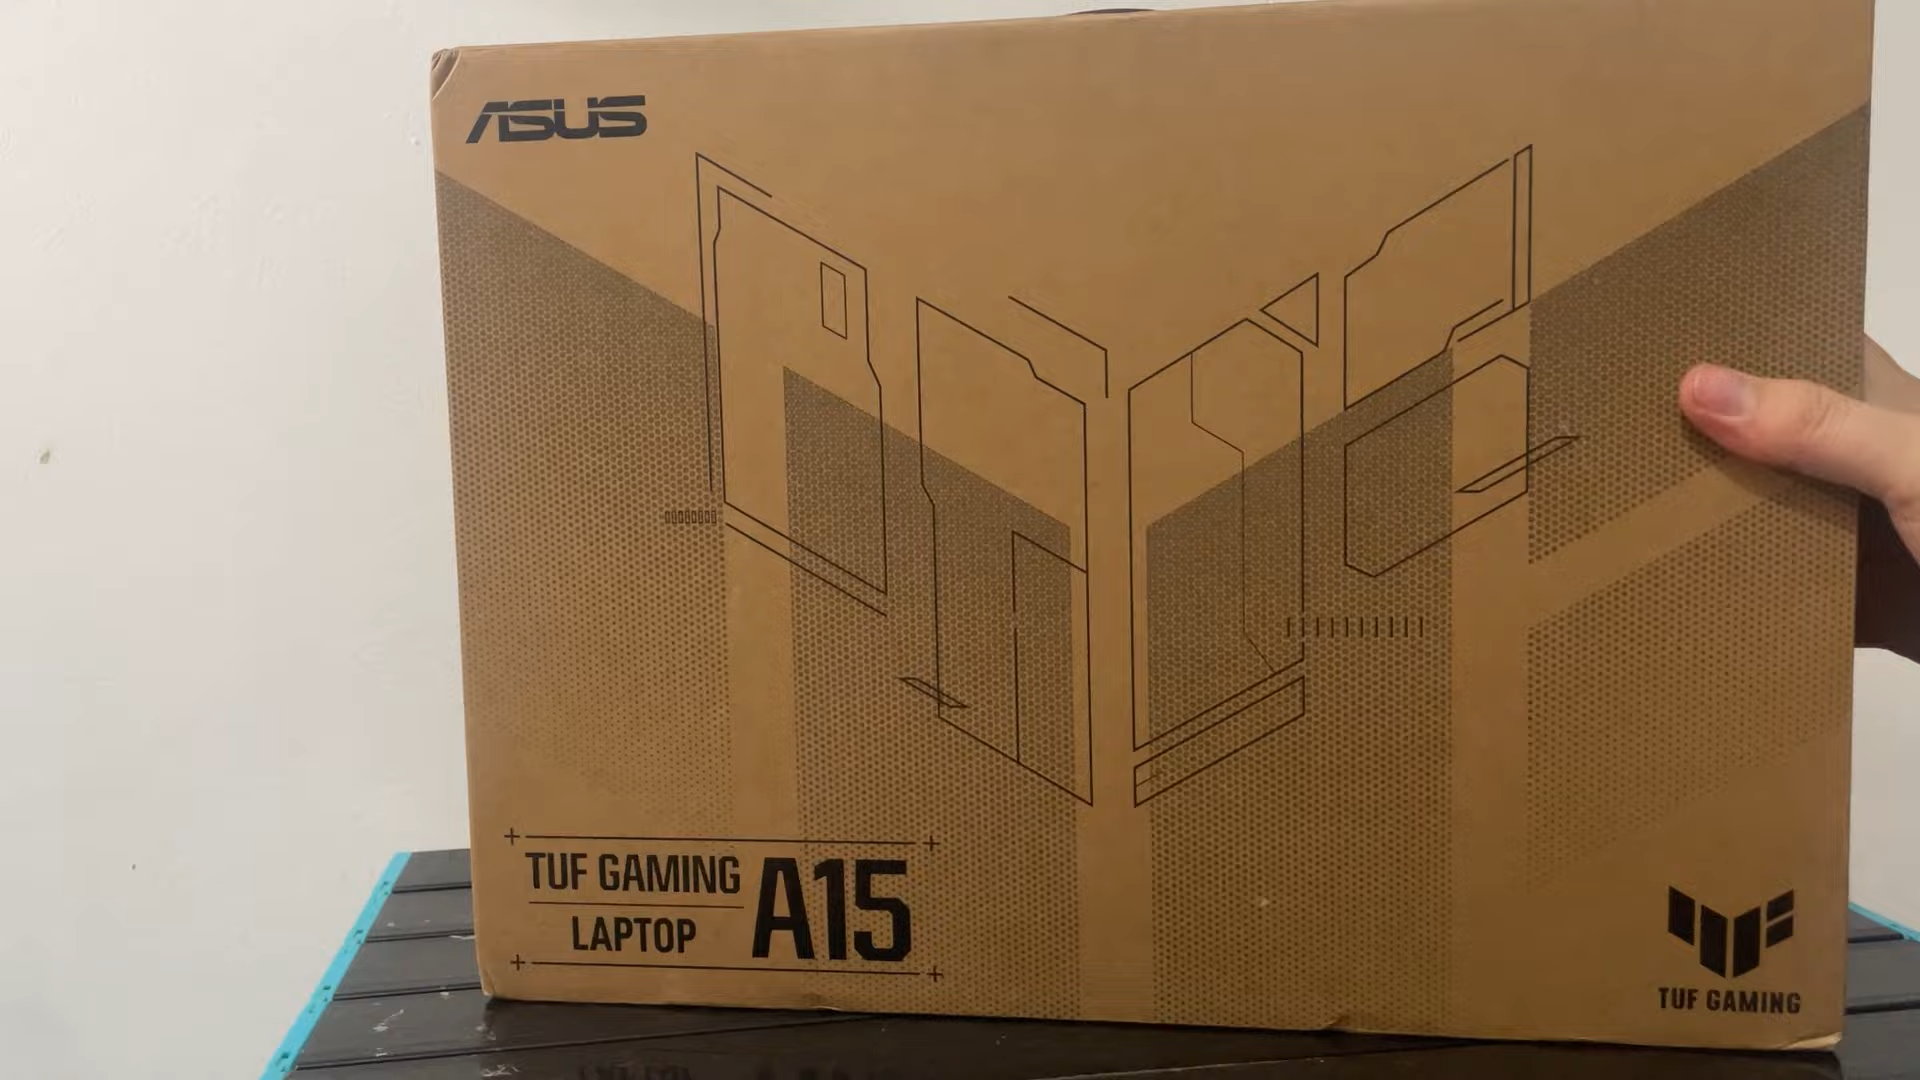 ASUS
TUF GAMING
LAPTOP
A15
TUF GAMING